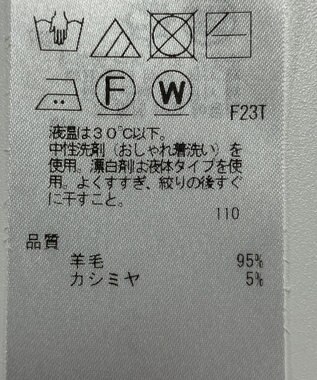 F W
F23T
液温は30℃以下。
中性洗剤（おしゃれ着洗い）を
使用。漂白剤は液体タイプを使
用。よくすすぎ、絞りの後すぐ
に干すこと。
110
品質
羊毛 95%
カシミヤ 5%